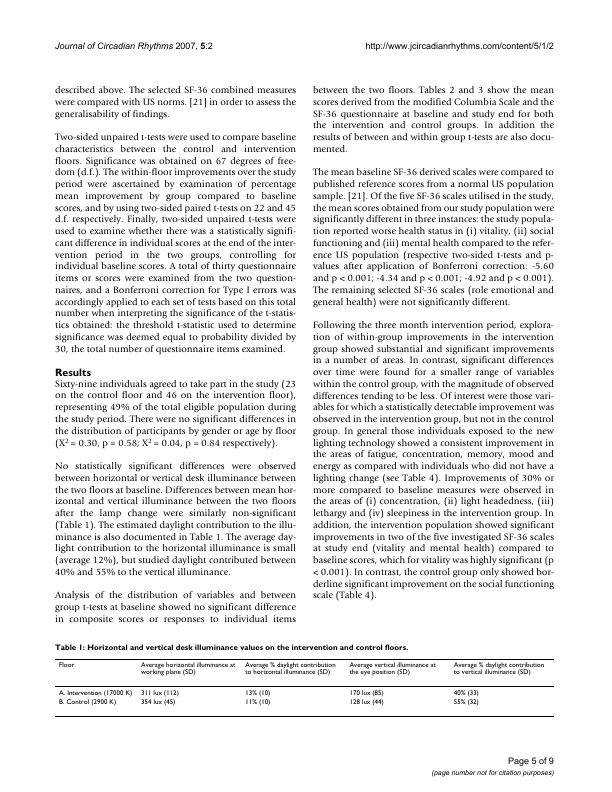 Journal of Circadian Rhythms 2007, 5:2
http://www.jcircadianrhythms.com/content/5/1/2
described above. The selected SF-36 combined measures
were compared with US norms. [21] in order to assess the
generalisability of findings.
Two-sided unpaired t-tests were used to compare baseline
characteristics between the control and intervention
floors. Significance was obtained on 67 degrees of free-
dom (d.f.). The within-floor improvements over the study
period were ascertained by examination of percentage
mean improvement by group compared to baseline
scores, and by using two-sided paired t-tests on 22 and 45
d.f. respectively. Finally, two-sided unpaired t-tests were
used to examine whether there was a statistically signifi-
cant difference in individual scores at the end of the inter-
vention period in the two groups, controlling for
individual baseline scores. A total of thirty questionnaire
items or scores were examined from the two question-
naires, and a Bonferroni correction for Type I errors was
accordingly applied to each set of tests based on this total
number when interpreting the significance of the t-statis-
tics obtained: the threshold t-statistic used to determine
significance was deemed equal to probability divided by
30, the total number of questionnaire items examined.
Results
Sixty-nine individuals agreed to take part in the study (23
on the control floor and 46 on the intervention floor),
representing 49% of the total eligible population during
the study period. There were no significant differences in
the distribution of participants by gender or age by floor
(X² = 0.30, p = 0.58; X² = 0.04, p = 0.84 respectively).
No statistically significant differences were observed
between horizontal or vertical desk illuminance between
the two floors at baseline. Differences between mean hor-
izontal and vertical illuminance between the two floors
after the lamp change were similarly non-significant
(Table 1). The estimated daylight contribution to the illu-
minance is also documented in Table 1. The average day-
light contribution to the horizontal illuminance is small
(average 12%), but studied daylight contributed between
40% and 55% to the vertical illuminance.
Analysis of the distribution of variables and between
group t-tests at baseline showed no significant difference
in composite scores or responses to individual items
between the two floors. Tables 2 and 3 show the mean
scores derived from the modified Columbia Scale and the
SF-36 questionnaire at baseline and study end for both
the intervention and control groups. In addition the
results of between and within group t-tests are also docu-
mented.
The mean baseline SF-36 derived scales were compared to
published reference scores from a normal US population
sample. [21]. Of the five SF-36 scales utilised in the study,
the mean scores obtained from our study population were
significantly different in three instances: the study popula-
tion reported worse health status in (i) vitality, (ii) social
functioning and (iii) mental health compared to the refer-
ence US population (respective two-sided t-tests and p-
values after application of Bonferroni correction: -5.60
and p < 0.001; -4.34 and p < 0.001; -4.92 and p < 0.001).
The remaining selected SF-36 scales (role emotional and
general health) were not significantly different.
Following the three month intervention period, explora-
tion of within-group improvements in the intervention
group showed substantial and significant improvements
in a number of areas. In contrast, significant differences
over time were found for a smaller range of variables
within the control group, with the magnitude of observed
differences tending to be less. Of interest were those vari-
ables for which a statistically detectable improvement was
observed in the intervention group, but not in the control
group. In general those individuals exposed to the new
lighting technology showed a consistent improvement in
the areas of fatigue, concentration, memory, mood and
energy as compared with individuals who did not have a
lighting change (see Table 4). Improvements of 30% or
more compared to baseline measures were observed in
the areas of (i) concentration, (ii) light headedness, (iii)
lethargy and (iv) sleepiness in the intervention group. In
addition, the intervention population showed significant
improvements in two of the five investigated SF-36 scales
at study end (vitality and mental health) compared to
baseline scores, which for vitality was highly significant (p
< 0.001). In contrast, the control group only showed bor-
derline significant improvement on the social functioning
scale (Table 4).
Table 1: Horizontal and vertical desk illuminance values on the intervention and control floors.
Floor Average horizontal illuminance at Average % daylight contribution Average vertical illuminance at Average % daylight contribution
working plane (SD) to horizontal illuminance (SD) the eye position (SD) to vertical illuminance (SD)
A. Intervention (17000 K) 311 lux (112) 13% (10) 170 lux (85) 40% (33)
B. Control (2900 K) 354 lux (45) 11% (10) 128 lux (44) 55% (32)
Page 5 of 9
(page number not for citation purposes)